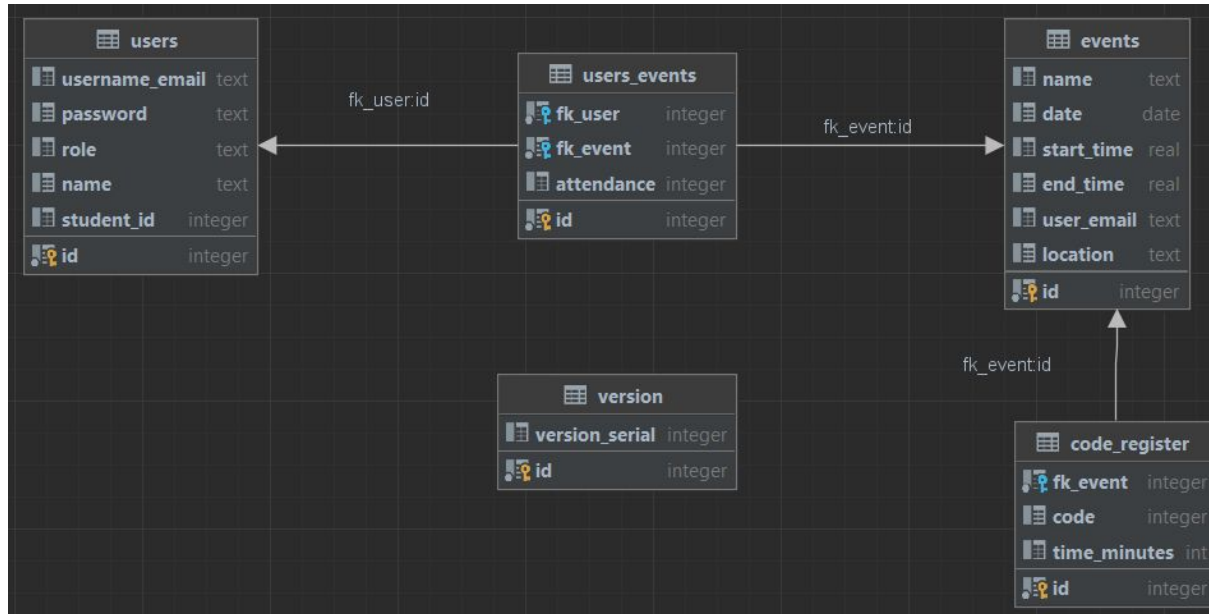 users
username_email text
password text
role text
name text
student_id integer
id integer
fk_user:id
users_events
fk_user integer
fk_event integer
attendance integer
id integer
fk_event:id
events
name text
date date
start_time real
end_time real
user_email text
location text
id integer
fk_event:id
version
version_serial integer
id integer
code_register
fk_event integer
code integer
time_minutes int
id integer